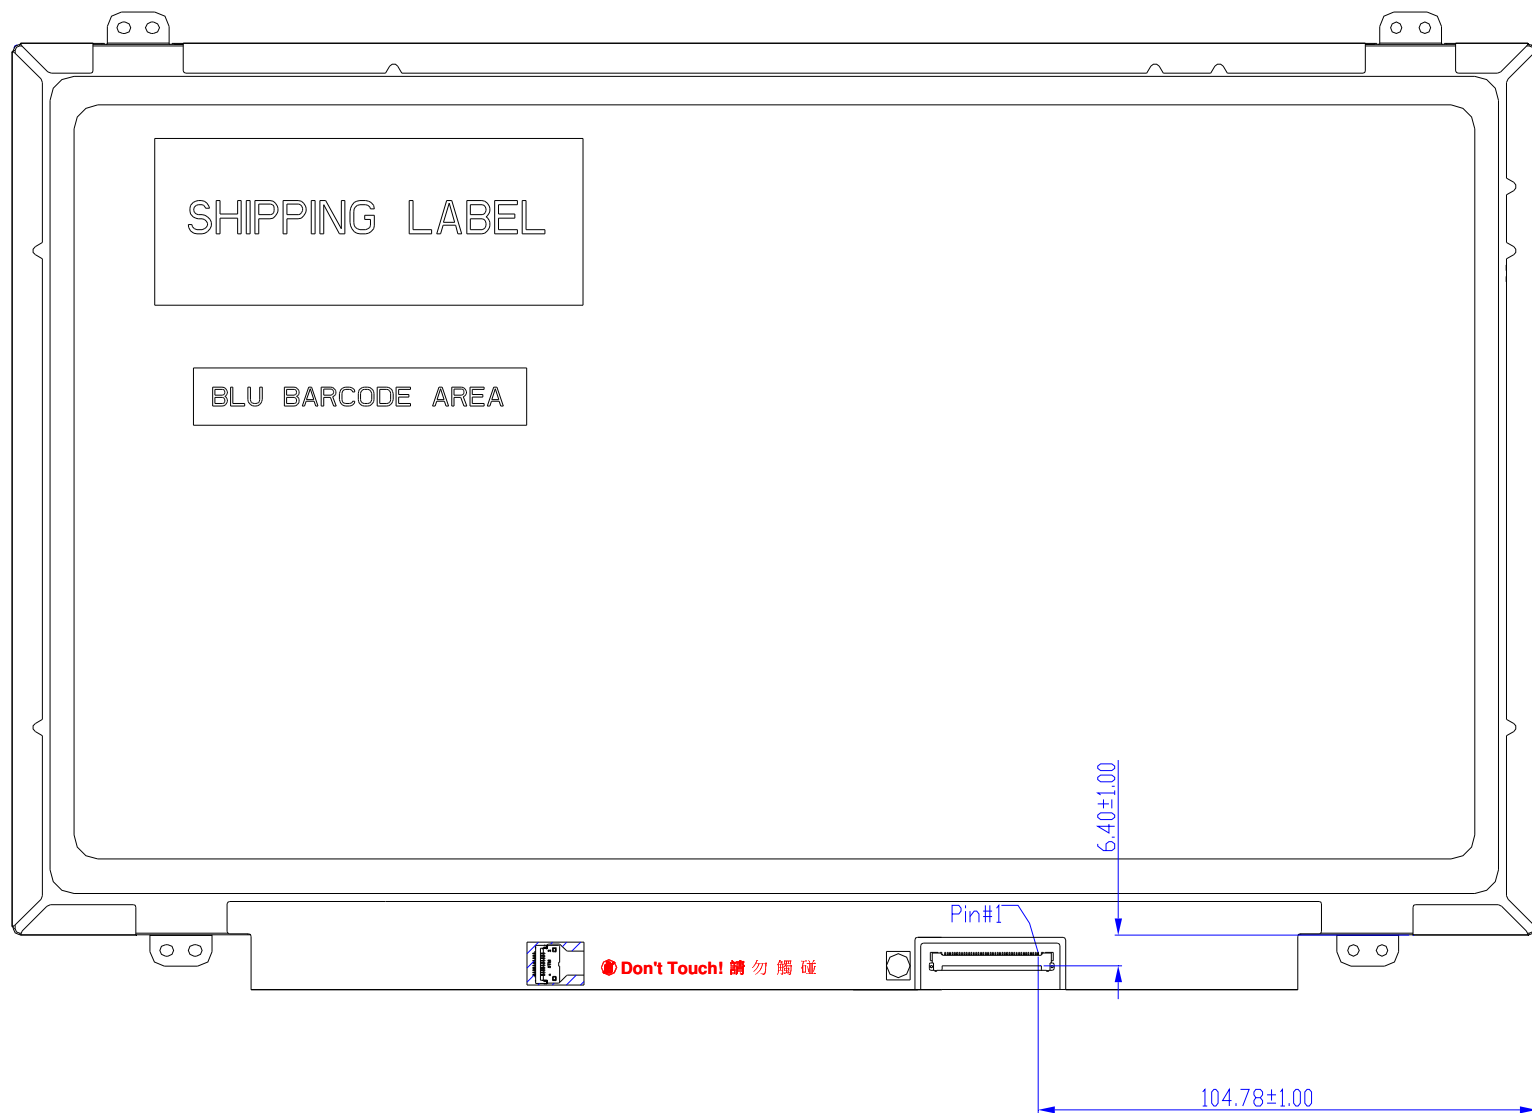 SHIPPING LABEL
BLU BARCODE AREA
6.40±1.00
Pin#1
Don't Touch! 請勿觸碰
104.78±1.00